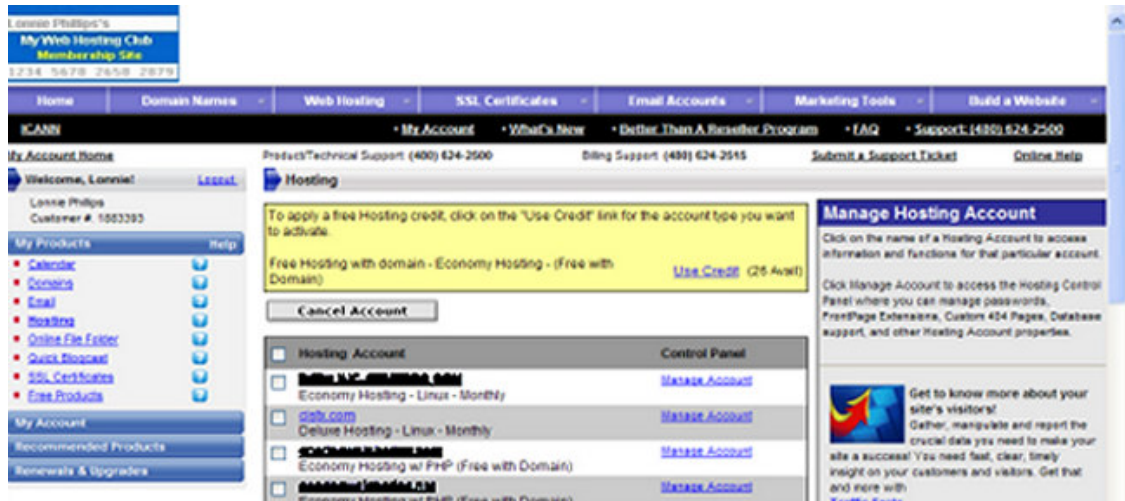 Lonnie Phillips's
My Web Hosting Club
Membership Site
1234 5678 2658 2879
Home Domain Names Web Hosting SSL Certificates Email Accounts Marketing Tools Build a Website
ICANN • My Account • What's New • Better Than A Reseller Program • FAQ • Support: (480) 624-2500
My Account Home Product/Technical Support: (480) 624-2500 Billing Support: (480) 624-2515 Submit a Support Ticket Online Help
Welcome, Lonnie! Logout
Lonnie Phillips
Customer #: 1883393
My Products Help
Calendar
Domains
Email
Hosting
Online File Folder
Quick Blogcast
SSL Certificates
Free Products
My Account
Recommended Products
Renewals & Upgrades
Hosting
To apply a free Hosting credit, click on the "Use Credit" link for the account type you want
to activate.
Free Hosting with domain - Economy Hosting - (Free with
Domain) Use Credit (26 Avail)
Cancel Account
Hosting Account Control Panel
Manage Account
Economy Hosting - Linux - Monthly
Manage Account
Deluxe Hosting - Linux - Monthly
Manage Account
Economy Hosting w/ PHP (Free with Domain)
Manage Account
Economy Hosting w/ PHP (Free with Domain)
Manage Hosting Account
Click on the name of a Hosting Account to access
information and functions for that particular account.
Click Manage Account to access the Hosting Control
Panel where you can manage passwords,
FrontPage Extensions, Custom 404 Pages, Database
support, and other Hosting Account properties.
Get to know more about your
site's visitors!
Gather, manipulate and report the
crucial data you need to make your
site a success! You need fast, clear, timely
insight on your customers and visitors. Get that
and more with
Traffic Facts